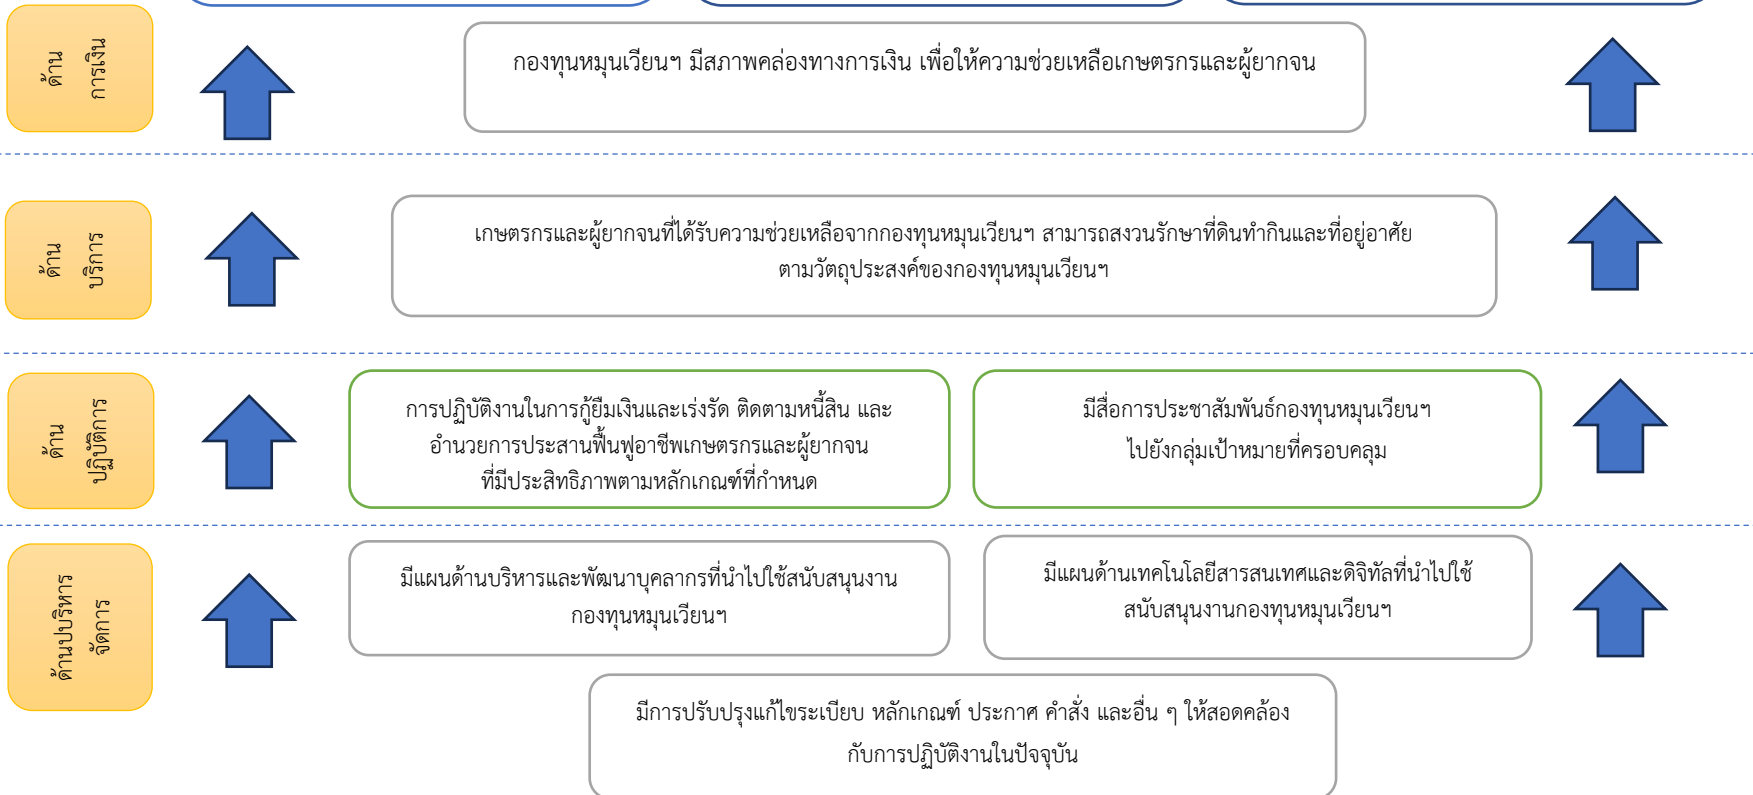 ด้าน
การเงิน
กองทุนหมุนเวียนฯ มีสภาพคล่องทางการเงิน เพื่อให้ความช่วยเหลือเกษตรกรและผู้ยากจน
ด้าน
บริการ
เกษตรกรและผู้ยากจนที่ได้รับความช่วยเหลือจากกองทุนหมุนเวียนฯ สามารถสงวนรักษาที่ดินทำกินและที่อยู่อาศัย
ตามวัตถุประสงค์ของกองทุนหมุนเวียนฯ
ด้าน
ปฏิบัติการ
การปฏิบัติงานในการกู้ยืมเงินและเร่งรัด ติดตามหนี้สิน และ
อำนวยการประสานฟื้นฟูอาชีพเกษตรกรและผู้ยากจน
ที่มีประสิทธิภาพตามหลักเกณฑ์ที่กำหนด
มีสื่อการประชาสัมพันธ์กองทุนหมุนเวียนฯ
ไปยังกลุ่มเป้าหมายที่ครอบคลุม
ด้านปบริหาร
จัดการ
มีแผนด้านบริหารและพัฒนาบุคลากรที่นำไปใช้สนับสนุนงาน
กองทุนหมุนเวียนฯ
มีแผนด้านเทคโนโลยีสารสนเทศและดิจิทัลที่นำไปใช้
สนับสนุนงานกองทุนหมุนเวียนฯ
มีการปรับปรุงแก้ไขระเบียบ หลักเกณฑ์ ประกาศ คำสั่ง และอื่น ๆ ให้สอดคล้อง
กับการปฏิบัติงานในปัจจุบัน